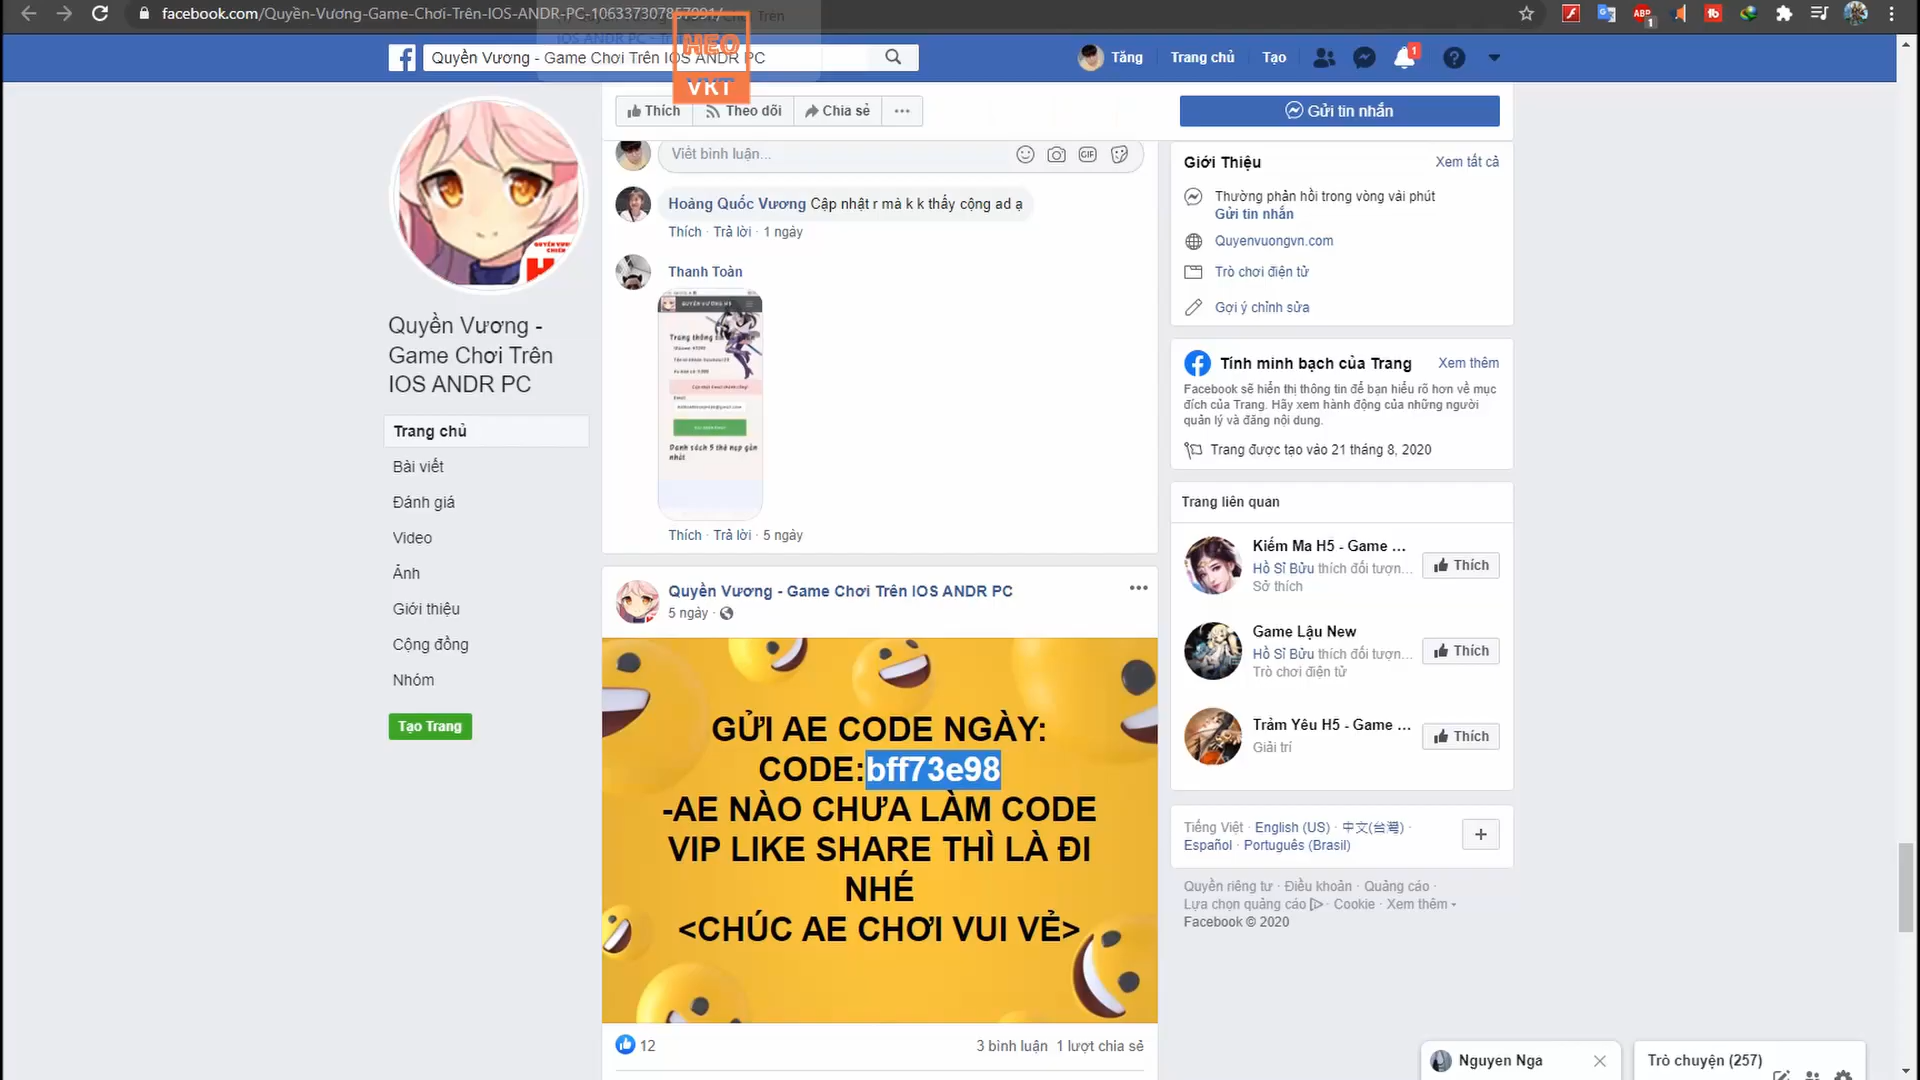 facebook.com/Quyền-Vương-Game-Chơi-Trên-IOS-ANDR-PC-106337307857991/
MEO
VKT
Quyền Vương - Game Chơi Trên IOS ANDR PC
Tăng
Trang chủ
Tạo
1
Thích
Theo dõi
Chia sẻ
Gửi tin nhắn
Viết bình luận...
GIF
Hoàng Quốc Vương Cập nhật r mà k k thấy cộng ad ạ
Thích · Trả lời · 1 ngày
Thanh Toàn
QUYỀN VƯƠNG H5
Danh sách 5 thẻ nạp gần
nhất
Thích · Trả lời · 5 ngày
Quyền Vương -
Game Chơi Trên
IOS ANDR PC
Trang chủ
Bài viết
Đánh giá
Video
Ảnh
Giới thiệu
Cộng đồng
Nhóm
Tạo Trang
Quyền Vương - Game Chơi Trên IOS ANDR PC
5 ngày ·
GỬI AE CODE NGÀY:
CODE:bff73e98
-AE NÀO CHƯA LÀM CODE
VIP LIKE SHARE THÌ LÀ ĐI
NHÉ
<CHÚC AE CHƠI VUI VẺ>
12
3 bình luận 1 lượt chia sẻ
Giới Thiệu
Xem tất cả
Thường phản hồi trong vòng vài phút
Gửi tin nhắn
Quyenvuongvn.com
Trò chơi điện tử
Gợi ý chỉnh sửa
Tính minh bạch của Trang
Xem thêm
Facebook sẽ hiển thị thông tin để bạn hiểu rõ hơn về mục
đích của Trang. Hãy xem hành động của những người
quản lý và đăng nội dung.
Trang được tạo vào 21 tháng 8, 2020
Trang liên quan
Kiếm Ma H5 - Game ...
Hồ Sĩ Bửu thích đối tượn...
Sở thích
Thích
Game Lậu New
Hồ Sĩ Bửu thích đối tượn...
Trò chơi điện tử
Thích
Trảm Yêu H5 - Game ...
Giải trí
Thích
Tiếng Việt · English (US) · 中文(台灣) ·
Español · Português (Brasil)
Quyền riêng tư · Điều khoản · Quảng cáo ·
Lựa chọn quảng cáo · Cookie · Xem thêm
Facebook © 2020
Nguyen Nga
Trò chuyện (257)